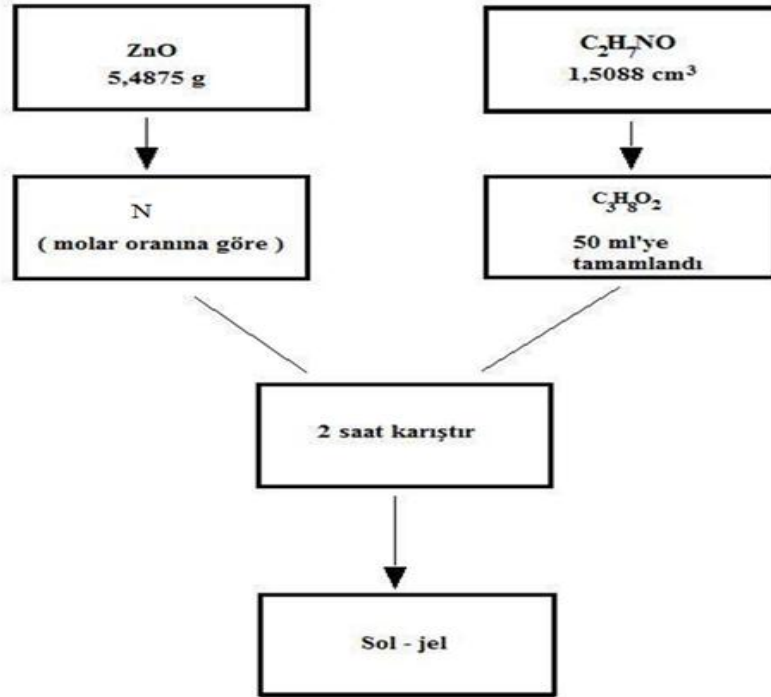 ZnO
5,4875 g
C₂H₇NO
1,5088 cm³
N
( molar oranına göre )
C₃H₈O₂
50 ml'ye
tamamlandı
2 saat karıştır
Sol - jel